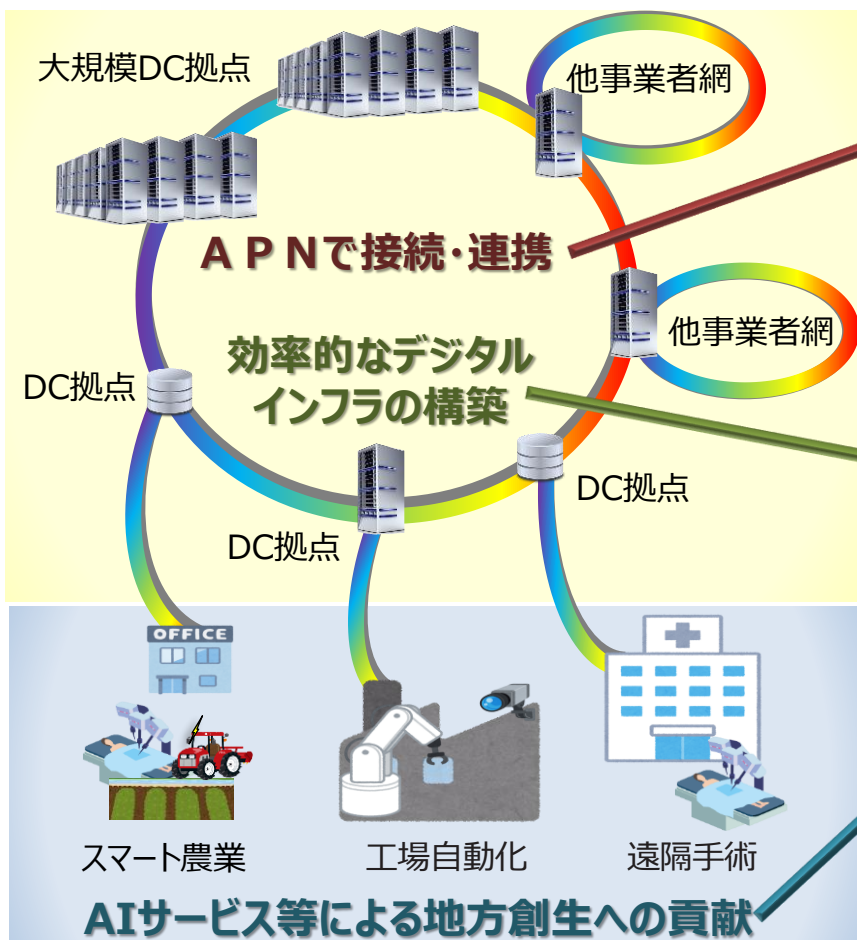 大規模DC拠点
他事業者網
ＡＰＮで接続・連携
他事業者網
効率的なデジタル
インフラの構築
DC拠点
DC拠点
DC拠点
OFFICE
スマート農業
工場自動化
遠隔手術
AIサービス等による地方創生への貢献